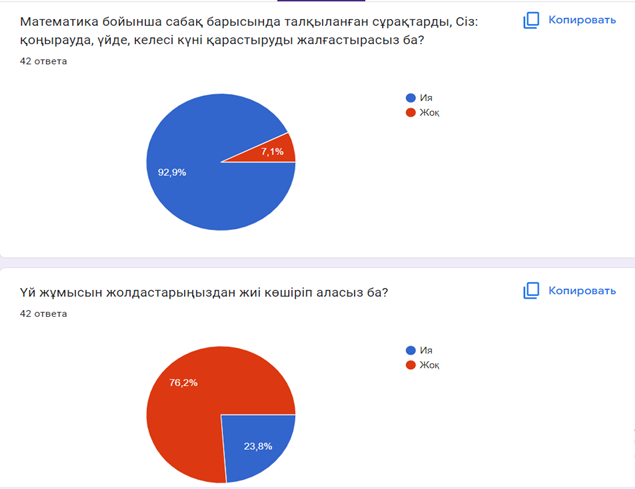 Математика бойынша сабақ барысында талқыланған сұрақтарды, Сіз:
қоңырауда, үйде, келесі күні қарастыруды жалғастырасыз ба?
Копировать
42 ответа
Ия
Жоқ
7,1%
92,9%
Үй жұмысын жолдастарыңыздан жиі көшіріп аласыз ба?
Копировать
42 ответа
Ия
Жоқ
76,2%
23,8%